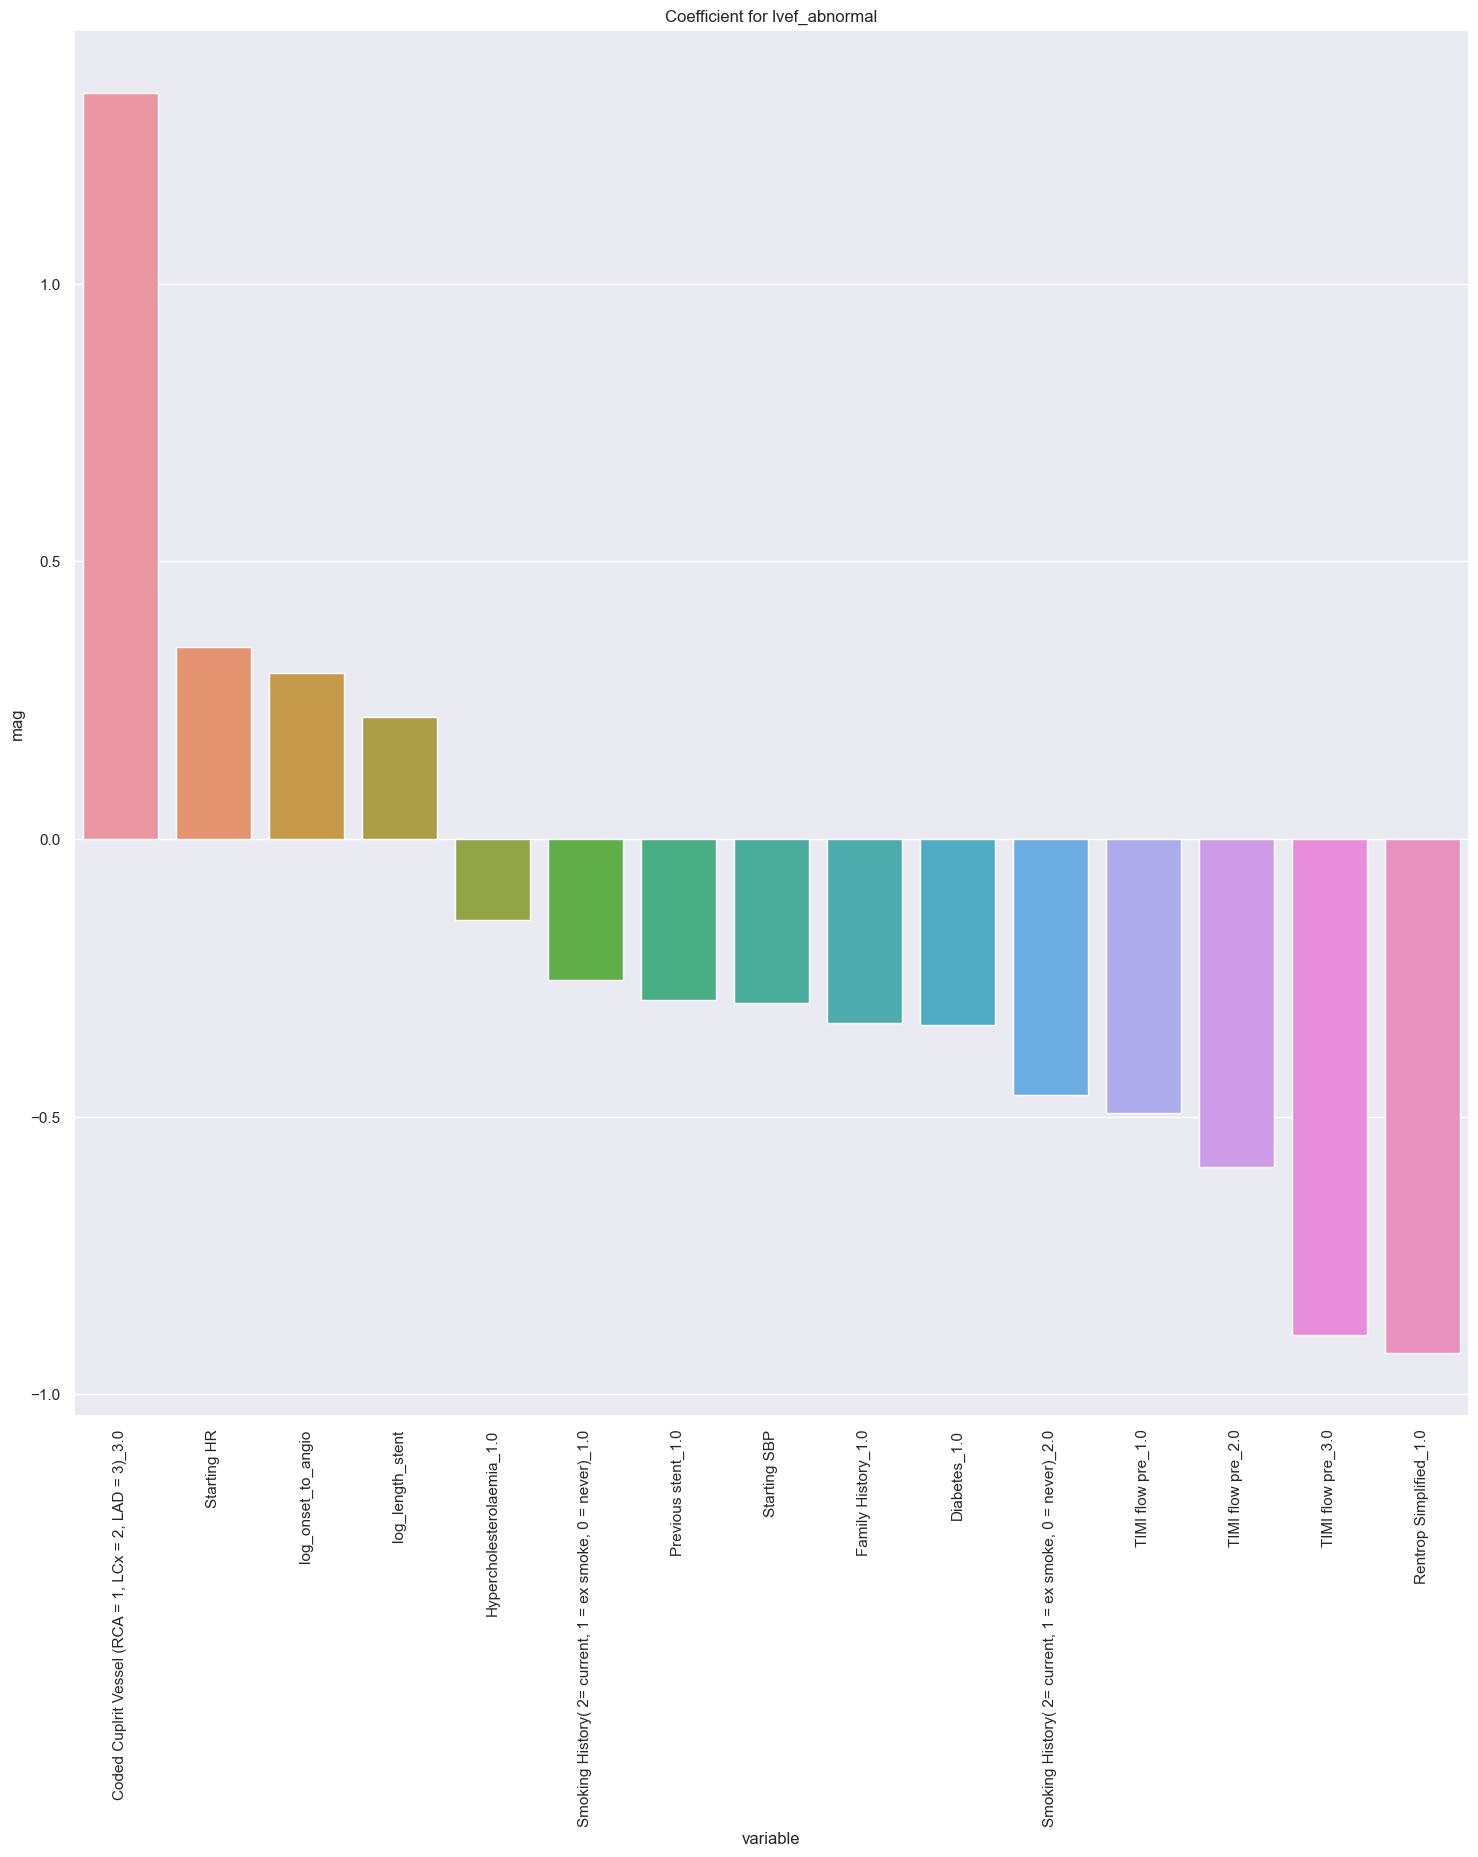 Coefficient for lvef_abnormal
mag
1.0
0.5
0.0
−0.5
−1.0
Coded Cuplrit Vessel (RCA = 1, LCx = 2, LAD = 3)_3.0
Starting HR
log_onset_to_angio
log_length_stent
Hypercholesterolaemia_1.0
Smoking History( 2= current, 1 = ex smoke, 0 = never)_1.0
Previous stent_1.0
Starting SBP
Family History_1.0
Diabetes_1.0
Smoking History( 2= current, 1 = ex smoke, 0 = never)_2.0
TIMI flow pre_1.0
TIMI flow pre_2.0
TIMI flow pre_3.0
Rentrop Simplified_1.0
variable